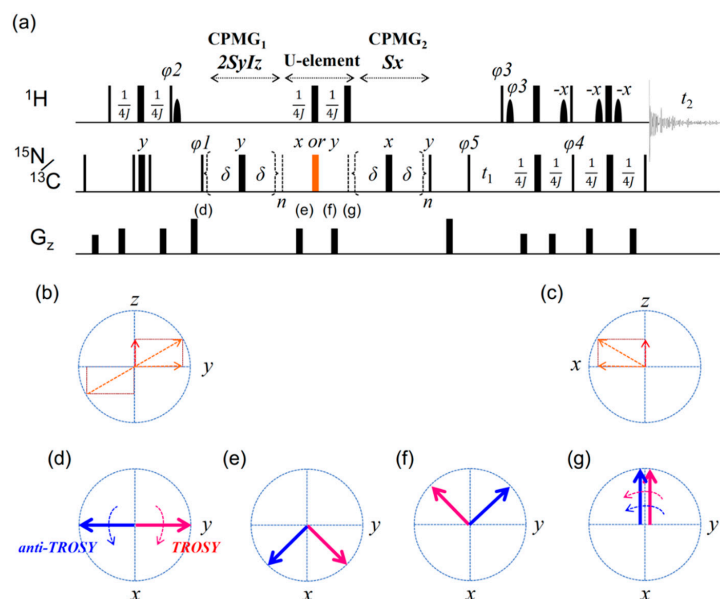 (a)
CPMG₁ U-element CPMG₂
2SyIz Sx
φ2 φ3
¹H 1/4J 1/4J 1/4J 1/4J φ3 -x -x -x t₂
y φ1 y x or y x y φ5 φ4
¹⁵N/¹³C δ δ δ δ t₁ 1/4J 1/4J 1/4J 1/4J
n n
(d) (e) (f) (g)
Gz
(b) z y
(c) z x
(d) anti-TROSY TROSY y x
(e) y x
(f) y x
(g) y x